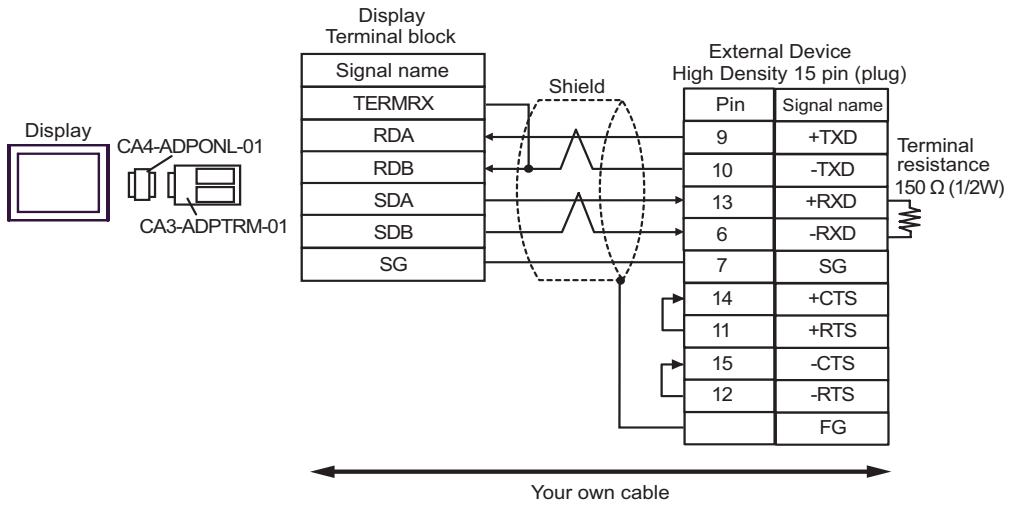 Display
CA4-ADPONL-01
CA3-ADPTRM-01
Display
Terminal block
Signal name
TERMRX
RDA
RDB
SDA
SDB
SG
Shield
External Device
High Density 15 pin (plug)
Pin Signal name
9 +TXD
10 -TXD
13 +RXD
6 -RXD
7 SG
14 +CTS
11 +RTS
15 -CTS
12 -RTS
FG
Terminal
resistance
150 Ω (1/2W)
Your own cable